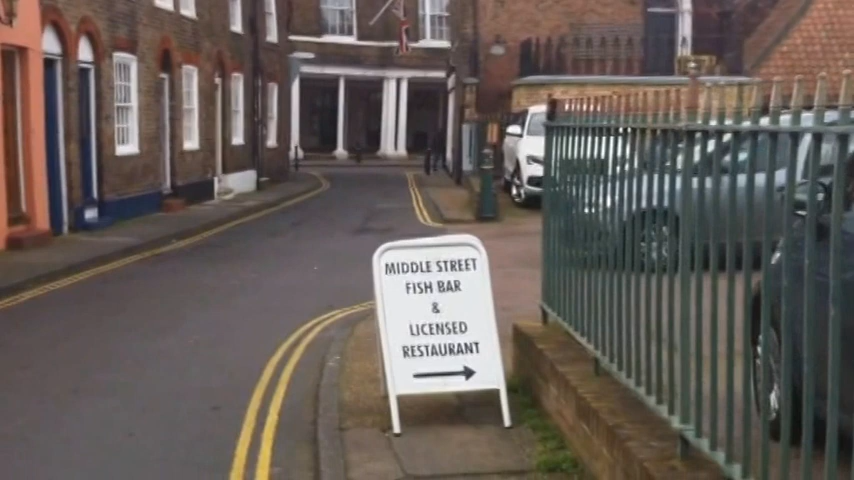 MIDDLE STREET
FISH BAR
&
LICENSED
RESTAURANT